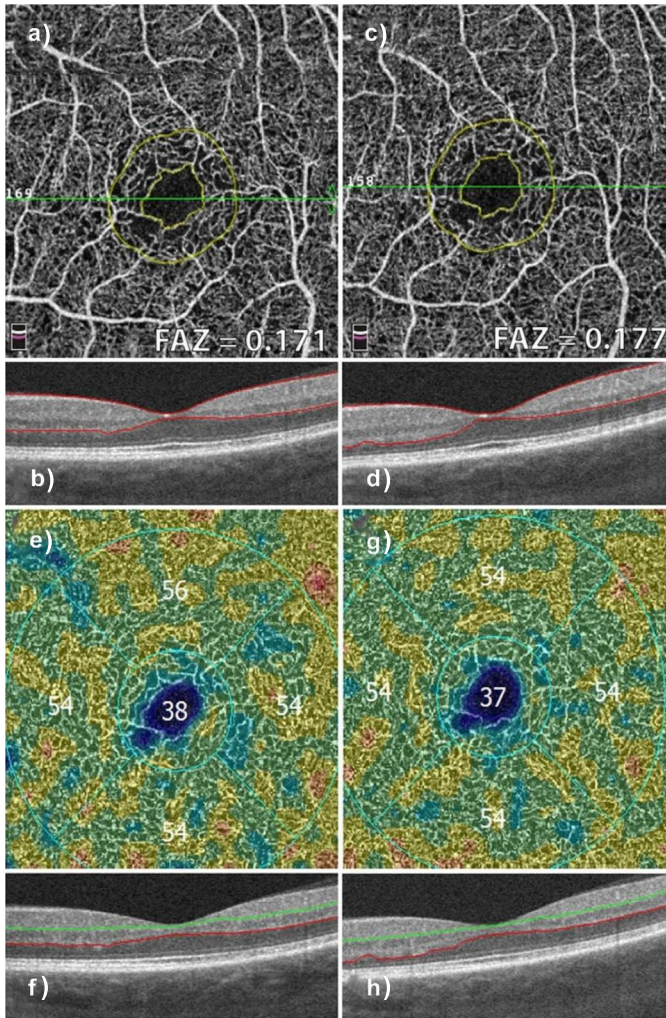 a)
169
FAZ = 0.171
c)
158
FAZ = 0.177
b)
d)
e)
56
54
38
54
54
g)
54
54
37
54
54
f)
h)